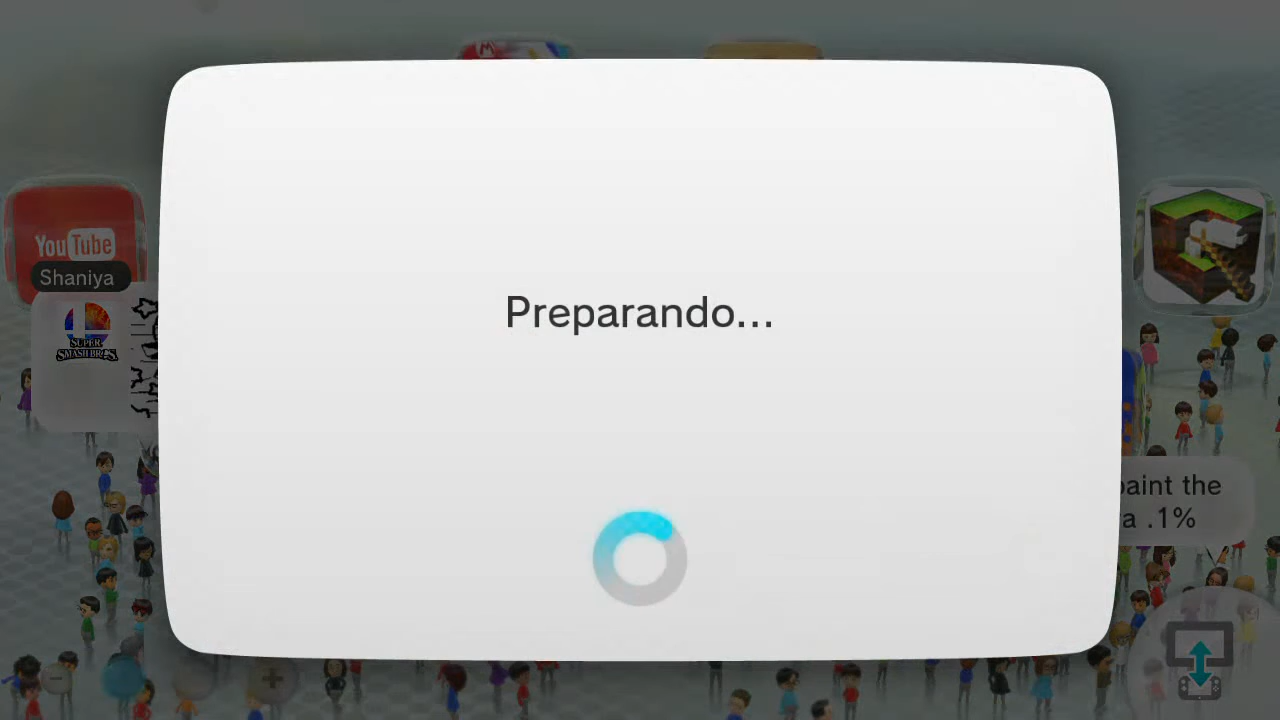 M
YouTube
Shaniya
SUPER
SMASH BROS.
Preparando...
paint the
a .1%